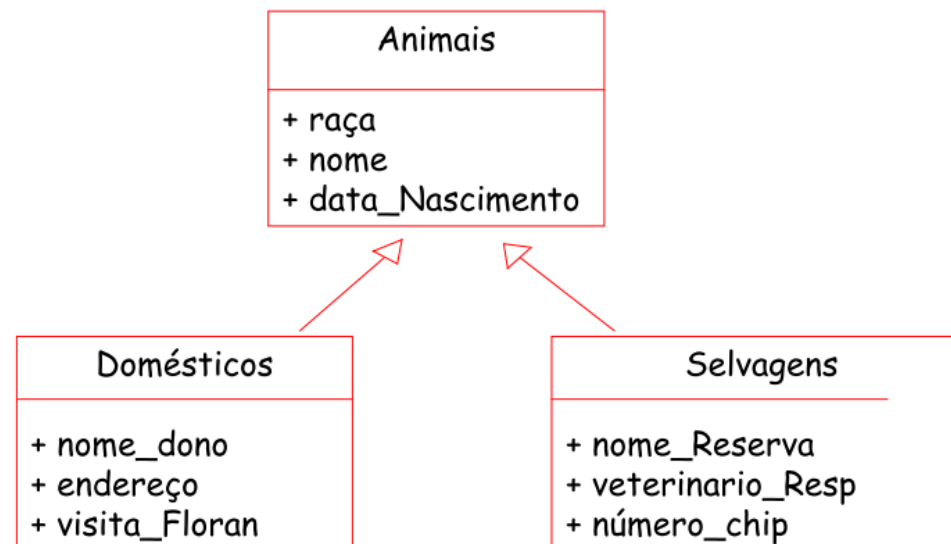 Animais
+ raça
+ nome
+ data_Nascimento
Domésticos
+ nome_dono
+ endereço
+ visita_Floran
Selvagens
+ nome_Reserva
+ veterinario_Resp
+ número_chip